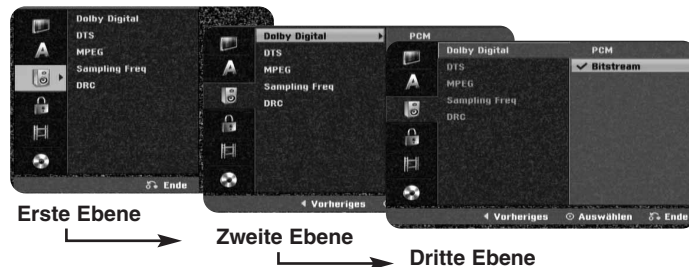 Dolby Digital
DTS
MPEG
Sampling Freq
DRC
Ende
Erste Ebene
Dolby Digital
PCM
DTS
MPEG
Sampling Freq
DRC
Vorheriges
Zweite Ebene
Dolby Digital
PCM
DTS
Bitstream
MPEG
Sampling Freq
DRC
Vorheriges Auswählen Ende
Dritte Ebene